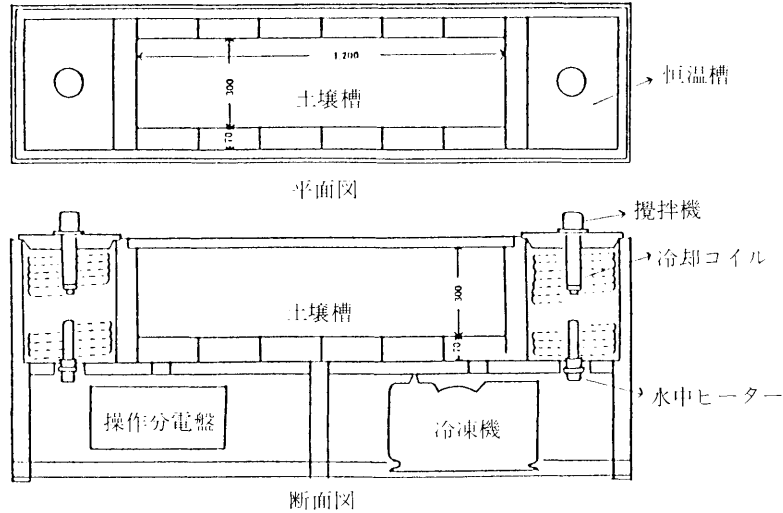 1,200
300
70
土壌槽
恒温槽
平面図
攪拌機
冷却コイル
300
土壌槽
70
水中ヒーター
操作分電盤
冷凍機
断面図